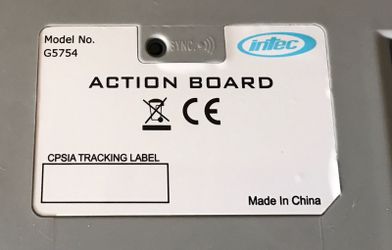 Model No.
G5754
SYNC.
intec
ACTION BOARD
CE
CPSIA TRACKING LABEL
Made In China